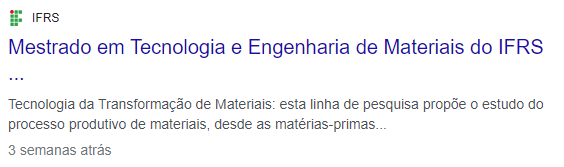 IFRS
Mestrado em Tecnologia e Engenharia de Materiais do IFRS
...
Tecnologia da Transformação de Materiais: esta linha de pesquisa propõe o estudo do
processo produtivo de materiais, desde as matérias-primas...
3 semanas atrás